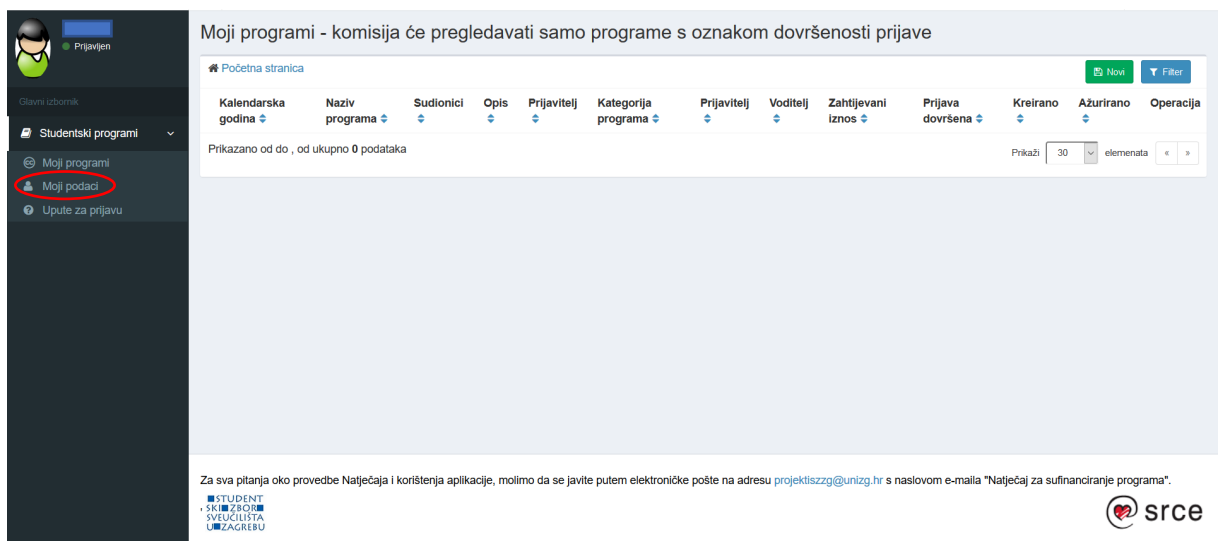 Prijavljen
Glavni izbornik
Studentski programi
Moji programi
Moji podaci
Upute za prijavu
Moji programi - komisija će pregledavati samo programe s oznakom dovršenosti prijave
Početna stranica
Novi
Filter
Kalendarska godina
Naziv programa
Sudionici
Opis
Prijavitelj
Kategorija programa
Prijavitelj
Voditelj
Zahtijevani iznos
Prijava dovršena
Kreirano
Ažurirano
Operacija
Prikazano od do , od ukupno 0 podataka
Prikaži 30 elemenata « »
Za sva pitanja oko provedbe Natječaja i korištenja aplikacije, molimo da se javite putem elektroničke pošte na adresu projektiszzg@unizg.hr s naslovom e-maila "Natječaj za sufinanciranje programa".
STUDENT
SKI ZBOR
SVEUČILIŠTA
U ZAGREBU
srce